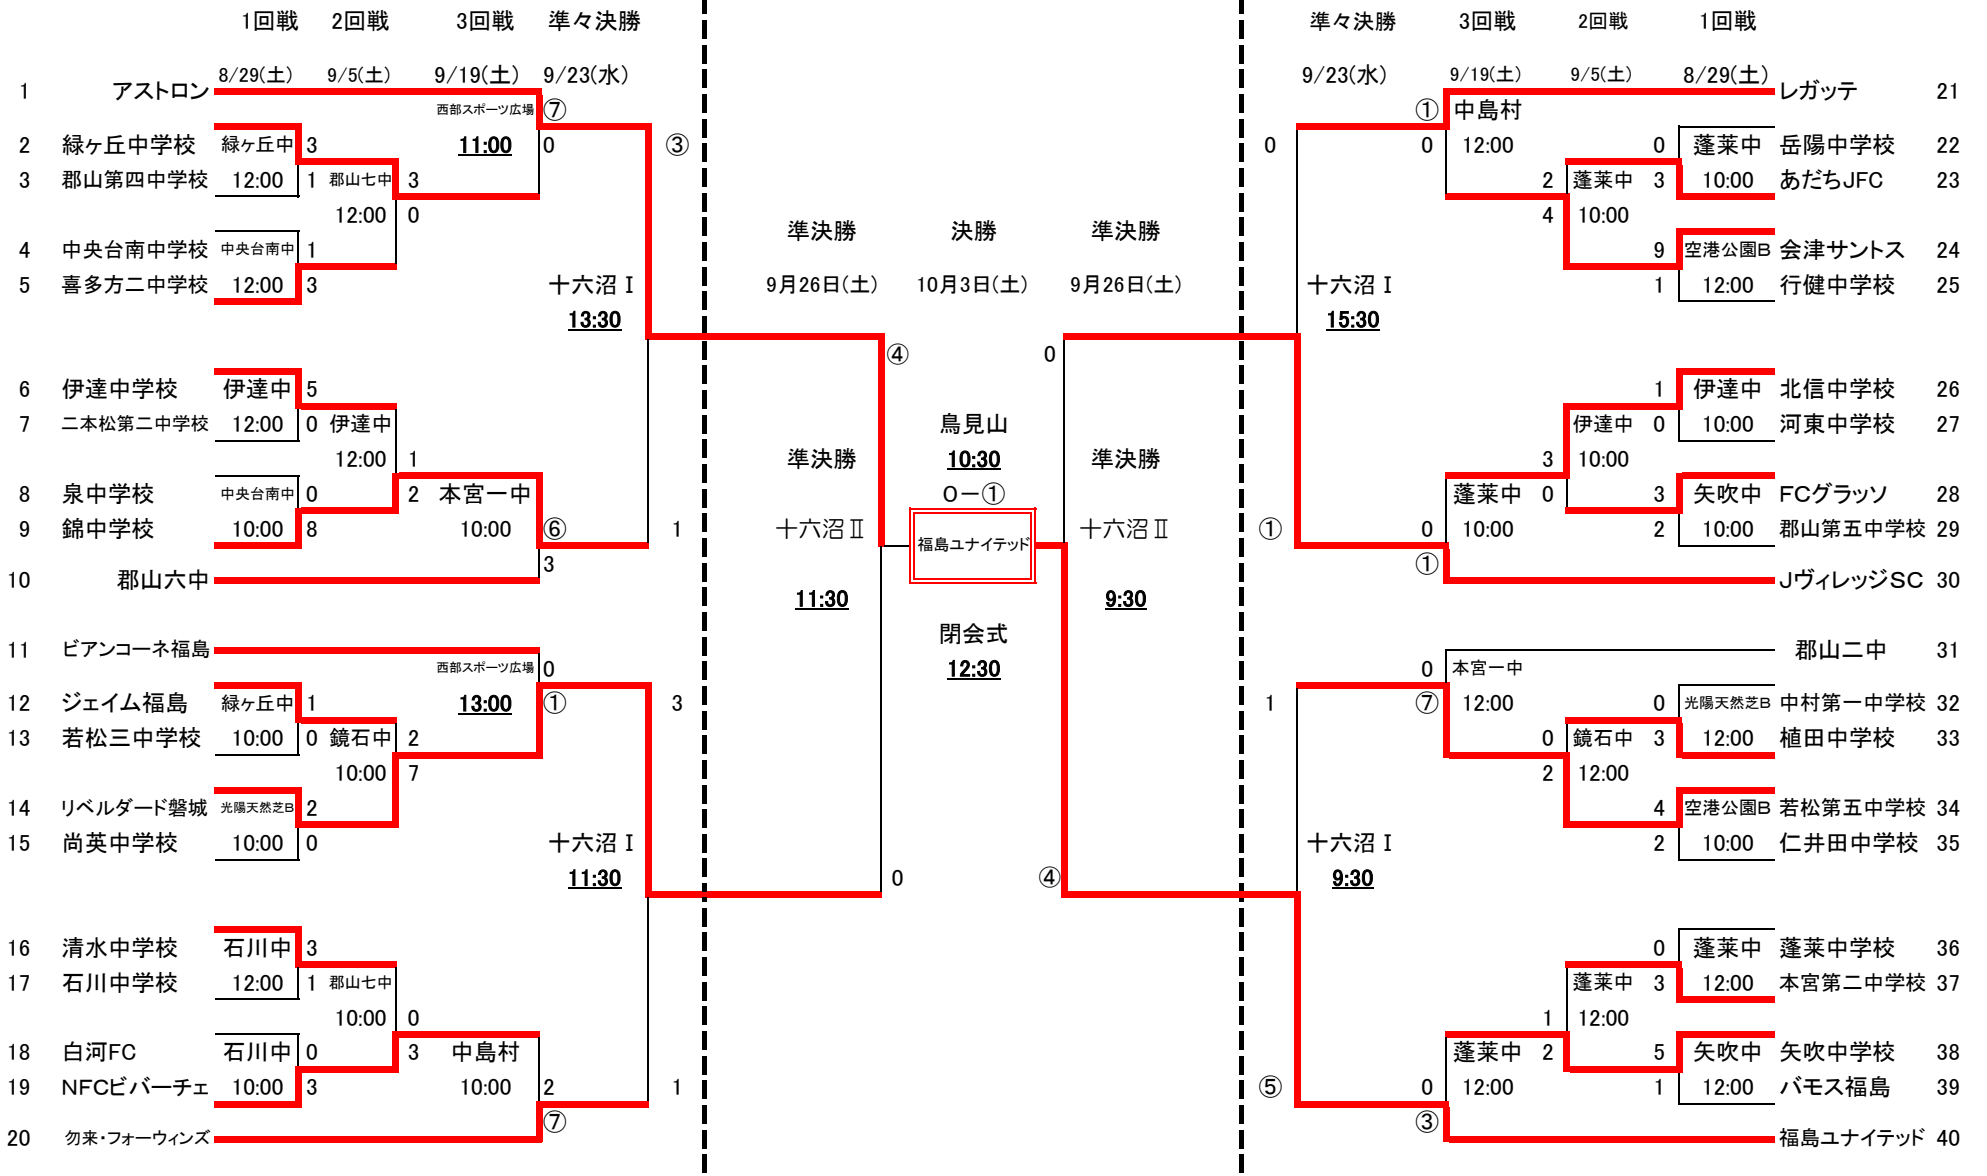 1回戦 2回戦 3回戦 準々決勝 準々決勝 3回戦 2回戦 1回戦
8/29(土) 9/5(土) 9/19(土) 9/23(水) 9/23(水) 9/19(土) 9/5(土) 8/29(土)
1 アストロン レガッテ 21
西部スポーツ広場 ⑦ ① 中島村
2 緑ヶ丘中学校 緑ヶ丘中 3 11:00 0 ③ 0 0 12:00 0 蓬莱中 岳陽中学校 22
3 郡山第四中学校 12:00 1 郡山七中 3 2 蓬莱中 3 10:00 あだちJFC 23
12:00 0 4 10:00
準決勝 決勝 準決勝
4 中央台南中学校 中央台南中 1 9 空港公園B 会津サントス 24
5 喜多方二中学校 12:00 3 十六沼Ⅰ 9月26日(土) 10月3日(土) 9月26日(土) 十六沼Ⅰ 1 12:00 行健中学校 25
13:30 15:30
④ 0
6 伊達中学校 伊達中 5 1 伊達中 北信中学校 26
7 二本松第二中学校 12:00 0 伊達中 鳥見山 伊達中 0 10:00 河東中学校 27
12:00 1 準決勝 10:30 準決勝 3 10:00
8 泉中学校 中央台南中 0 2 本宮一中 0-① 蓬莱中 0 3 矢吹中 FCグラッソ 28
9 錦中学校 10:00 8 10:00 ⑥ 1 十六沼Ⅱ 十六沼Ⅱ ① 0 10:00 2 10:00 郡山第五中学校 29
福島ユナイテッド
10 郡山六中 3 ① JヴィレッジSC 30
11:30 9:30
閉会式
11 ビアンコーネ福島 郡山二中 31
西部スポーツ広場 0 12:30 0 本宮一中
12 ジェイム福島 緑ヶ丘中 1 13:00 ① 3 1 ⑦ 12:00 0 光陽天然芝B 中村第一中学校 32
13 若松三中学校 10:00 0 鏡石中 2 0 鏡石中 3 12:00 植田中学校 33
10:00 7 2 12:00
14 リベルダード磐城 光陽天然芝B 2 4 空港公園B 若松第五中学校 34
15 尚英中学校 10:00 0 十六沼Ⅰ 十六沼Ⅰ 2 10:00 仁井田中学校 35
11:30 0 ④ 9:30
16 清水中学校 石川中 3 0 蓬莱中 蓬莱中学校 36
17 石川中学校 12:00 1 郡山七中 蓬莱中 3 12:00 本宮第二中学校 37
10:00 0 1 12:00
18 白河FC 石川中 0 3 中島村 蓬莱中 2 5 矢吹中 矢吹中学校 38
19 NFCビバーチェ 10:00 3 10:00 2 1 ⑤ 0 12:00 1 12:00 バモス福島 39
⑦ ③
20 勿来・フォーウィンズ 福島ユナイテッド 40